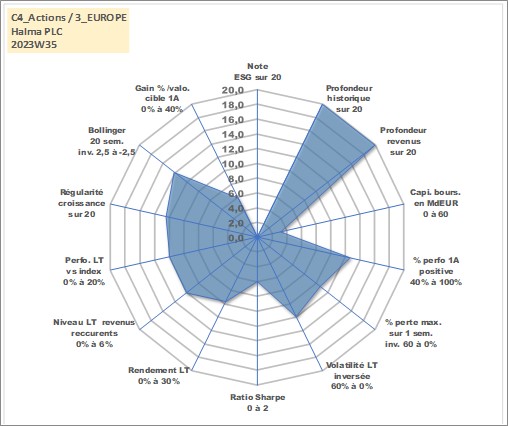 C4_Actions / 3_EUROPE
Halma PLC
2023W35
Note
ESG sur 20
Profondeur
historique
sur 20
Profondeur
revenus
sur 20
Capi. bours.
en MdEUR
0 à 60
% perfo 1A
positive
40% à 100%
% perte max.
sur 1 sem.
inv. 60 à 0%
Volatilité LT
inversée
60% à 0%
Ratio Sharpe
0 à 2
Rendement LT
0% à 30%
Niveau LT revenus
reccurents
0% à 6%
Perfo. LT
vs index
0% à 20%
Régularité
croissance
sur 20
Bollinger
20 sem.
inv. 2,5 à -2,5
Gain % /valo.
cible 1A
0% à 40%
20,0
18,0
16,0
14,0
12,0
10,0
8,0
6,0
4,0
2,0
0,0